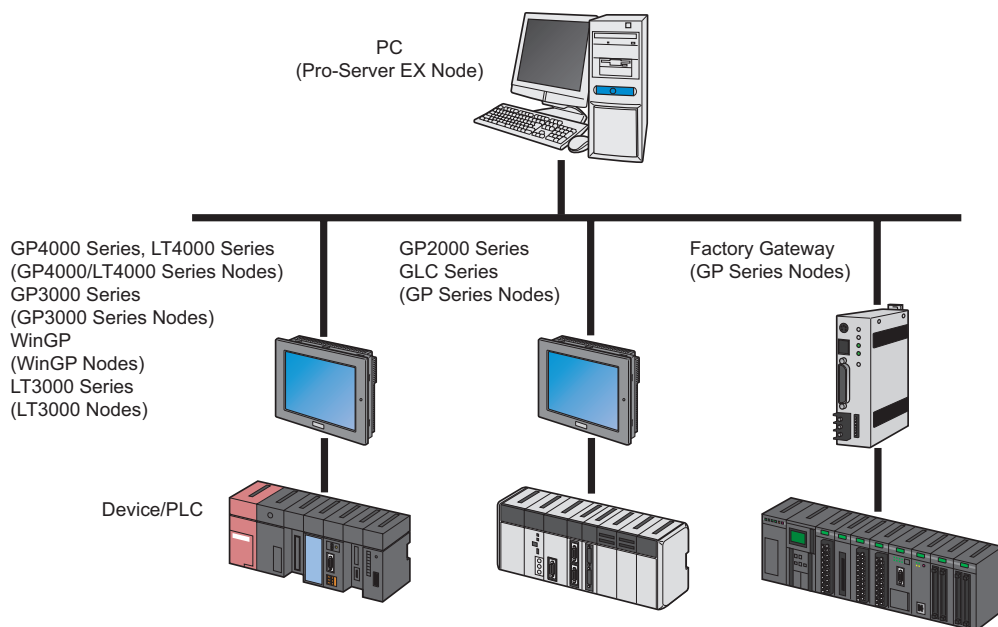 PC
(Pro-Server EX Node)
GP4000 Series, LT4000 Series
(GP4000/LT4000 Series Nodes)
GP3000 Series
(GP3000 Series Nodes)
WinGP
(WinGP Nodes)
LT3000 Series
(LT3000 Nodes)
GP2000 Series
GLC Series
(GP Series Nodes)
Factory Gateway
(GP Series Nodes)
Device/PLC